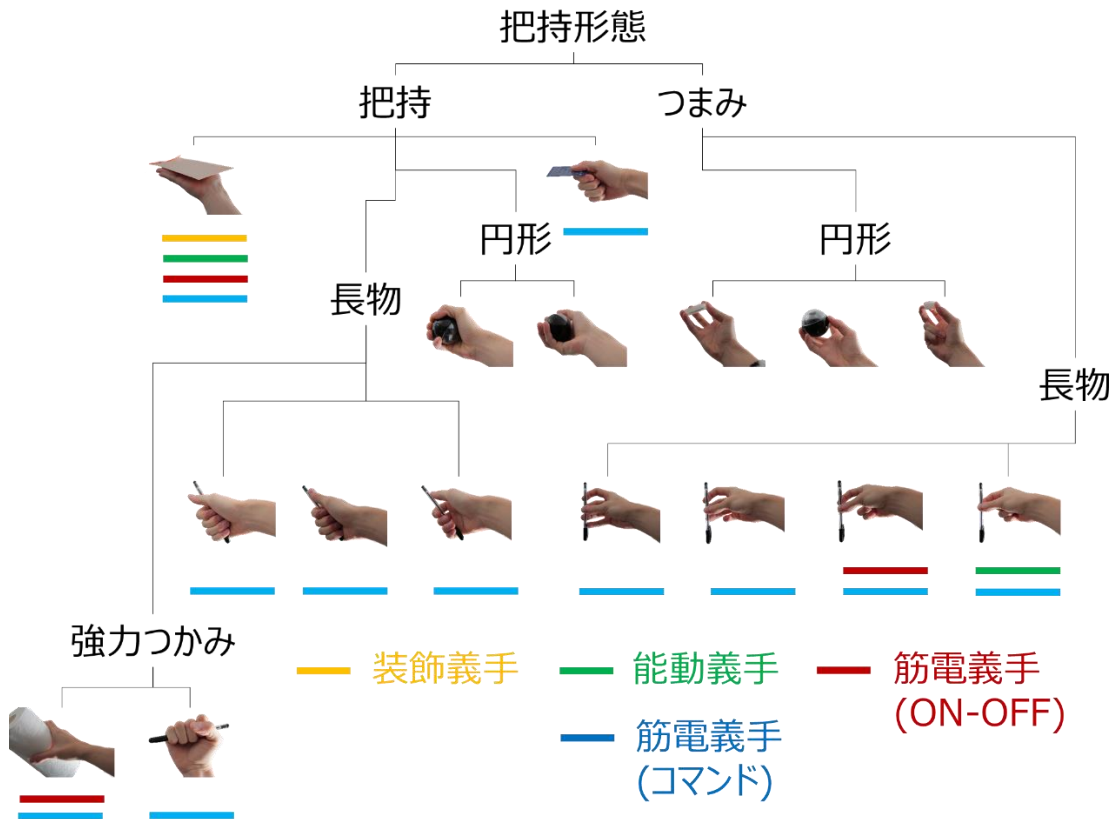 把持形態
把持
つまみ
円形
円形
長物
長物
強力つかみ
装飾義手
能動義手
筋電義手
(ON-OFF)
筋電義手
(コマンド)